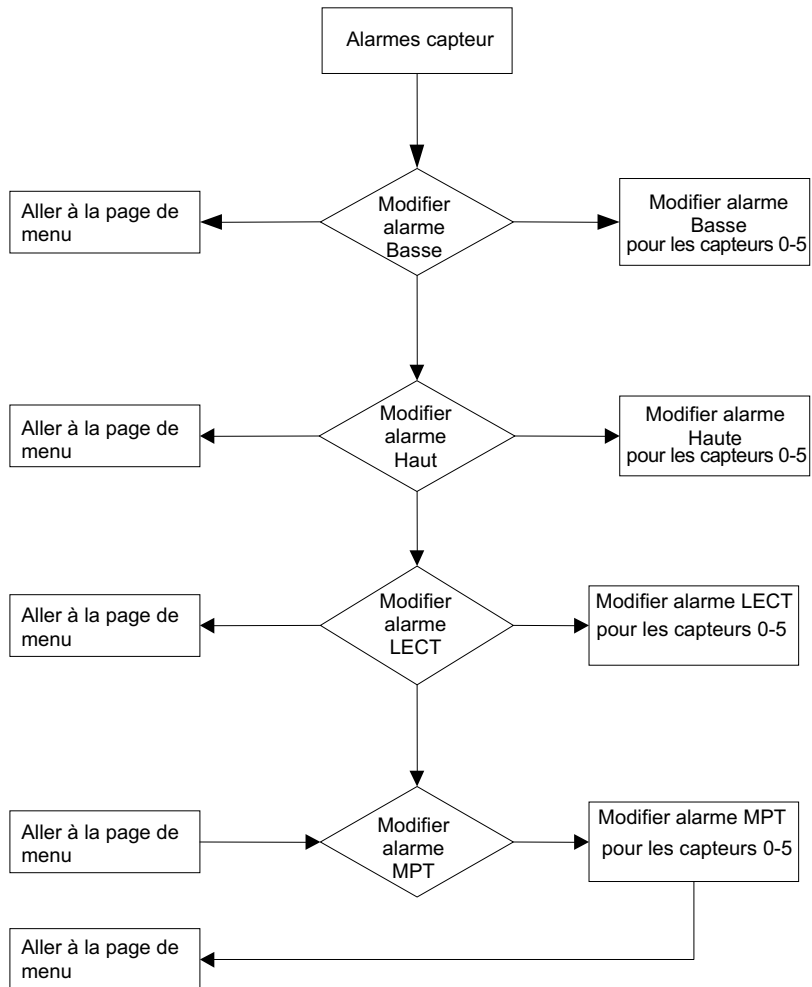 Alarmes capteur
Aller à la page de
menu
Modifier
alarme
Basse
Modifier alarme
Basse
pour les capteurs 0-5
Aller à la page de
menu
Modifier
alarme
Haut
Modifier alarme
Haute
pour les capteurs 0-5
Aller à la page de
menu
Modifier
alarme
LECT
Modifier alarme LECT
pour les capteurs 0-5
Aller à la page de
menu
Modifier
alarme
MPT
Modifier alarme MPT
pour les capteurs 0-5
Aller à la page de
menu